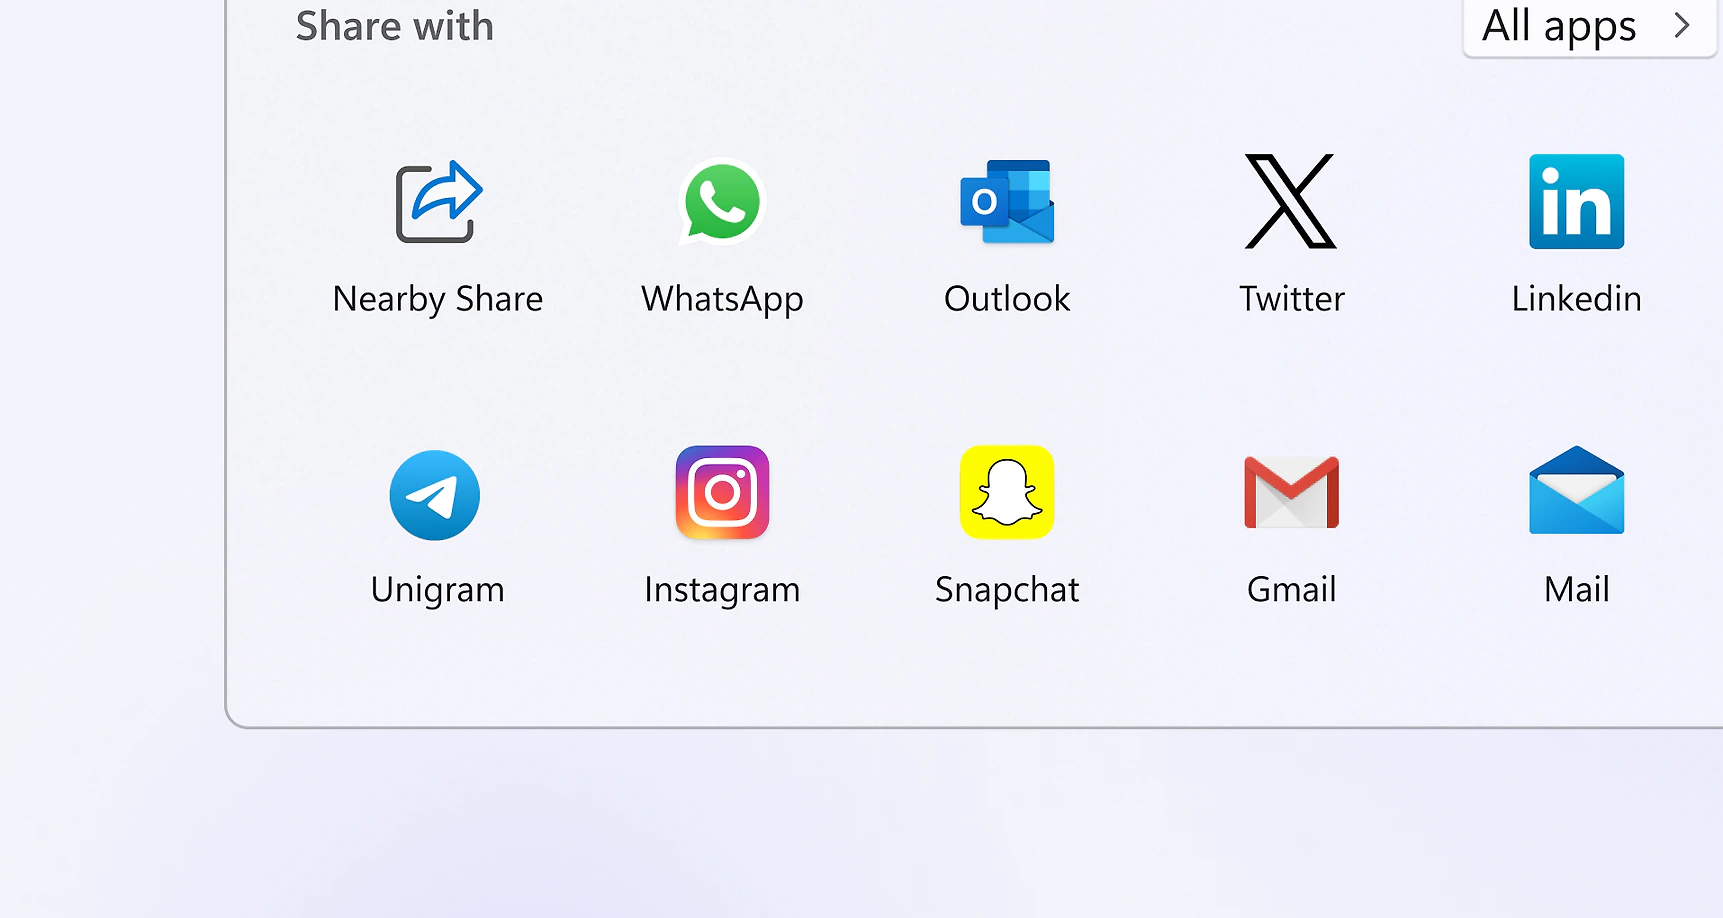 Share with
All apps
Nearby Share
WhatsApp
Outlook
Twitter
Linkedin
Unigram
Instagram
Snapchat
Gmail
Mail